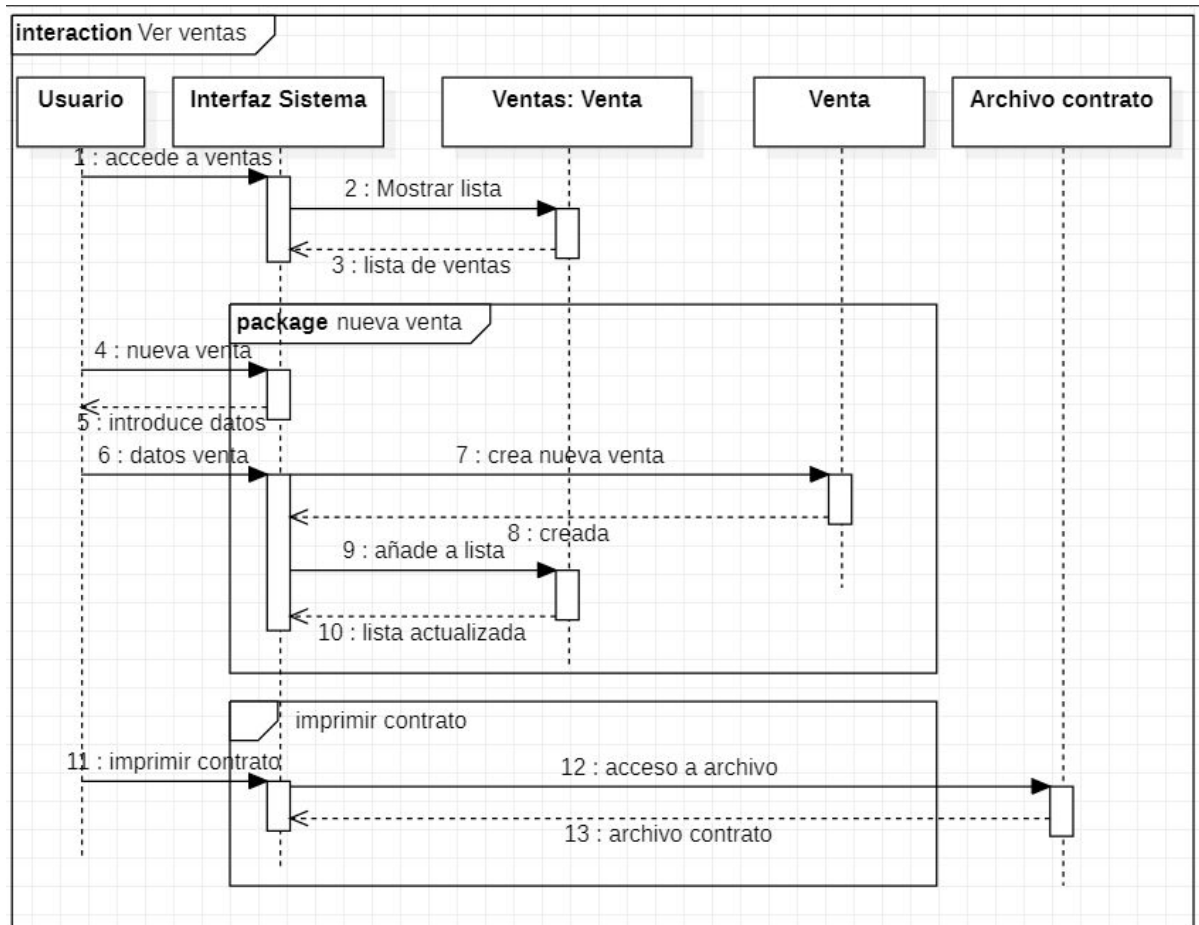 interaction Ver ventas
Usuario
Interfaz Sistema
Ventas: Venta
Venta
Archivo contrato
1 : accede a ventas
2 : Mostrar lista
3 : lista de ventas
package nueva venta
4 : nueva venta
5 : introduce datos
6 : datos venta
7 : crea nueva venta
8 : creada
9 : añade a lista
10 : lista actualizada
imprimir contrato
11 : imprimir contrato
12 : acceso a archivo
13 : archivo contrato